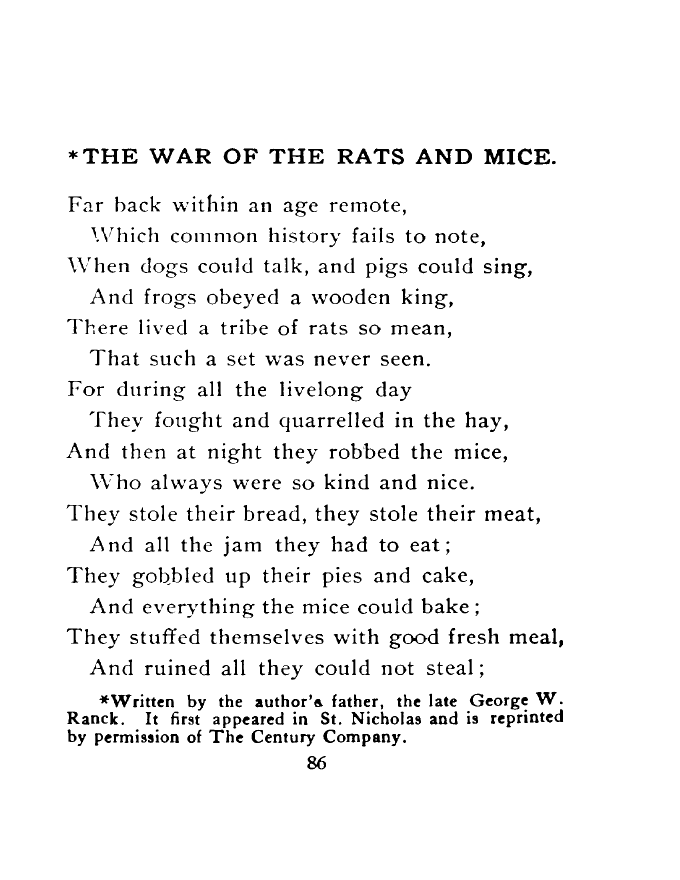 *THE WAR OF THE RATS AND MICE.
Far back within an age remote,
Which common history fails to note,
When dogs could talk, and pigs could sing,
And frogs obeyed a wooden king,
There lived a tribe of rats so mean,
That such a set was never seen.
For during all the livelong day
They fought and quarrelled in the hay,
And then at night they robbed the mice,
Who always were so kind and nice.
They stole their bread, they stole their meat,
And all the jam they had to eat;
They gobbled up their pies and cake,
And everything the mice could bake;
They stuffed themselves with good fresh meal,
And ruined all they could not steal;
*Written by the author's father, the late George W.
Ranck. It first appeared in St. Nicholas and is reprinted
by permission of The Century Company.
86